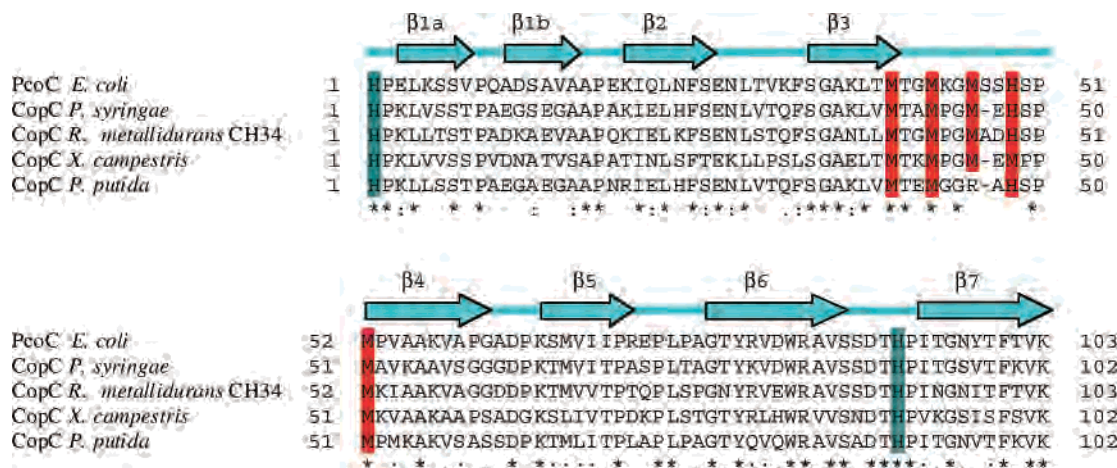 β1a β1b β2 β3
PcoC E. coli 1 HPELKSSVPQADSAVAAPEKIQLNFSENLTVKFSGAKLTMTGMKGMSSHSP 51
CopC P. syringae 1 HPKLVSSTPAEGSEGAAPAKIELHFSENLVTQFSGAKLVMTAMPGM-EHSP 50
CopC R. metallidurans CH34 1 HPKLLTSTPADKAEVAAPQKIELKFSENLSTQFSGANLLMTGMPGMADHSP 51
CopC X. campestris 1 HPKLVVSSPVDNATVSAPATINLSFTEKLLPSLSGAELTMTKMPGM-EMPP 50
CopC P. putida 1 HPKLLSSTPAEGAEGAAPNRIELHFSENLVTQFSGAKLVMTEMGGR-AHSP 50
β4 β5 β6 β7
PcoC E. coli 52 MPVAAKVAPGADPKSMVIIPREPLPAGTYRVDWRAVSSDTHPITGNYTFTVK 103
CopC P. syringae 51 MAVKAAVSGGGDPKTMVITPASPLTAGTYKVDWRAVSSDTHPITGSVTFKVK 102
CopC R. metallidurans CH34 52 MKIAAKVAGGDDPKTMVVTPTQPLSPGNYRVEWRAVSSDTHPINGNITFTVK 103
CopC X. campestris 51 MKVAAKAAPSADGKSLIVTPDKPLSTGTYRLHWRVVSNDTHPVKGSISFSVK 102
CopC P. putida 51 MPMKAKVSASSDPKTMLITPLAPLPAGTYQVQWRAVSADTHPITGNVTFKVK 102